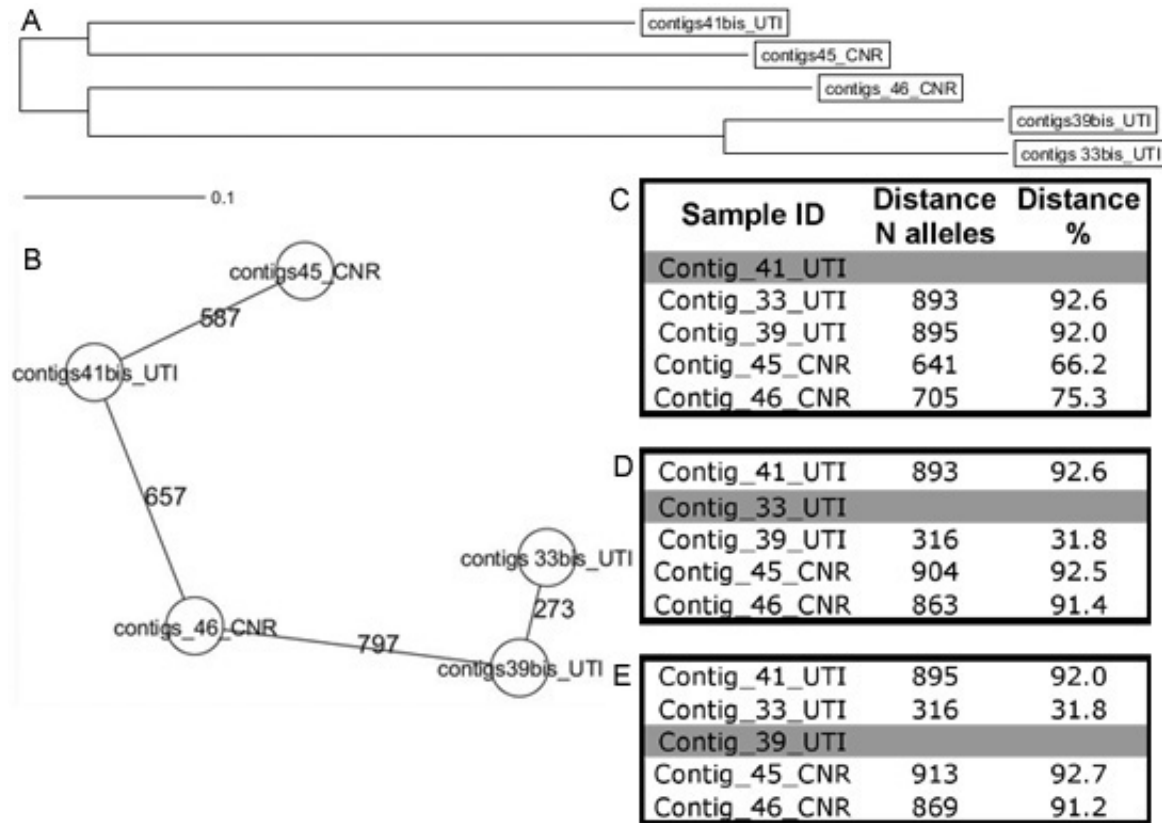 A
contigs41bis_UTI
contigs45_CNR
contigs_46_CNR
contigs39bis_UTI
contigs 33bis_UTI
0.1
B
contigs45_CNR
587
contigs41bis_UTI
657
contigs 33bis_UTI
273
contigs_46_CNR
797
contigs39bis_UTI
C
Sample ID Distance N alleles Distance %
Contig_41_UTI
Contig_33_UTI 893 92.6
Contig_39_UTI 895 92.0
Contig_45_CNR 641 66.2
Contig_46_CNR 705 75.3
D
Contig_41_UTI 893 92.6
Contig_33_UTI
Contig_39_UTI 316 31.8
Contig_45_CNR 904 92.5
Contig_46_CNR 863 91.4
E
Contig_41_UTI 895 92.0
Contig_33_UTI 316 31.8
Contig_39_UTI
Contig_45_CNR 913 92.7
Contig_46_CNR 869 91.2